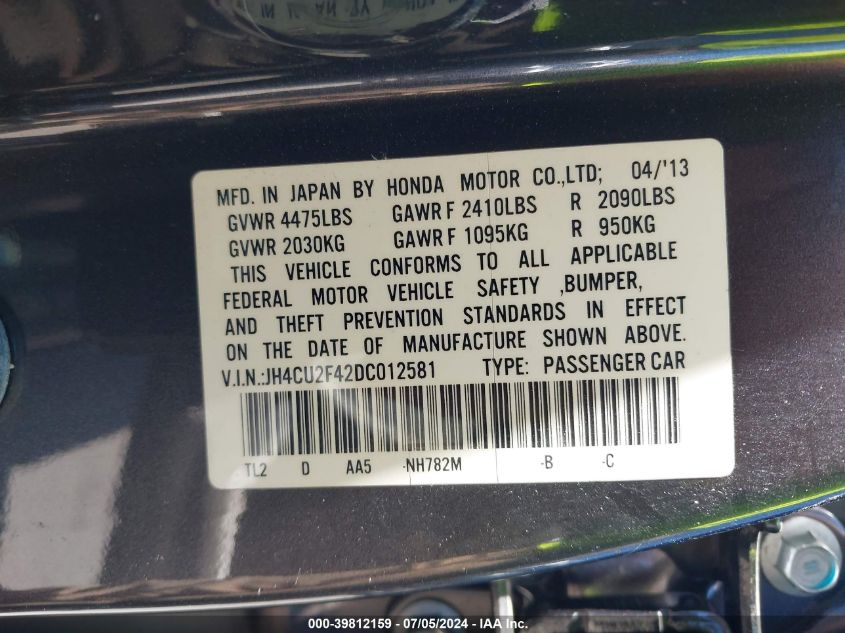 MFD. IN JAPAN BY HONDA MOTOR CO.,LTD; 04/'13
GVWR 4475LBS GAWR F 2410LBS R 2090LBS
GVWR 2030KG GAWR F 1095KG R 950KG
THIS VEHICLE CONFORMS TO ALL APPLICABLE
FEDERAL MOTOR VEHICLE SAFETY ,BUMPER,
AND THEFT PREVENTION STANDARDS IN EFFECT
ON THE DATE OF MANUFACTURE SHOWN ABOVE.
V.I.N.:JH4CU2F42DC012581 TYPE: PASSENGER CAR
TL2 D AA5 -NH782M -B -C
000-39812159 - 07/05/2024 - IAA Inc.